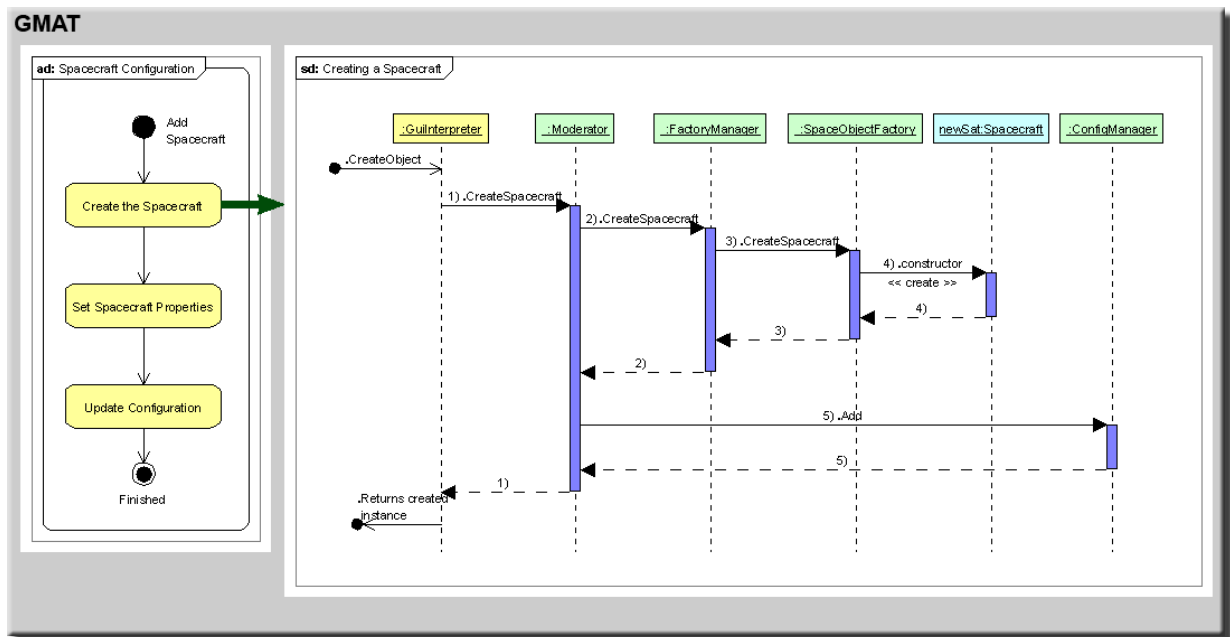 GMAT
ad: Spacecraft Configuration
Add
Spacecraft
Create the Spacecraft
Set Spacecraft Properties
Update Configuration
Finished
sd: Creating a Spacecraft
:GuiInterpreter
:Moderator
:FactoryManager
:SpaceObjectFactory
newSat:Spacecraft
:ConfigManager
.CreateObject
1) .CreateSpacecraft
2) .CreateSpacecraft
3) .CreateSpacecraft
4) .constructor
<< create >>
4)
3)
2)
5) .Add
5)
1)
.Returns created
instance